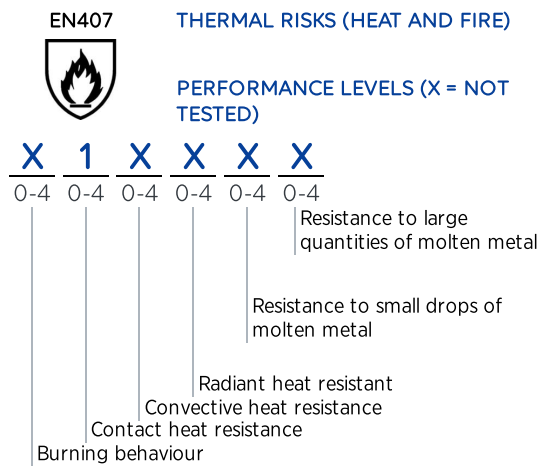 EN407
THERMAL RISKS (HEAT AND FIRE)
PERFORMANCE LEVELS (X = NOT
TESTED)
X 1 X X X X
0-4 0-4 0-4 0-4 0-4 0-4
Resistance to large
quantities of molten metal
Resistance to small drops of
molten metal
Radiant heat resistant
Convective heat resistance
Contact heat resistance
Burning behaviour